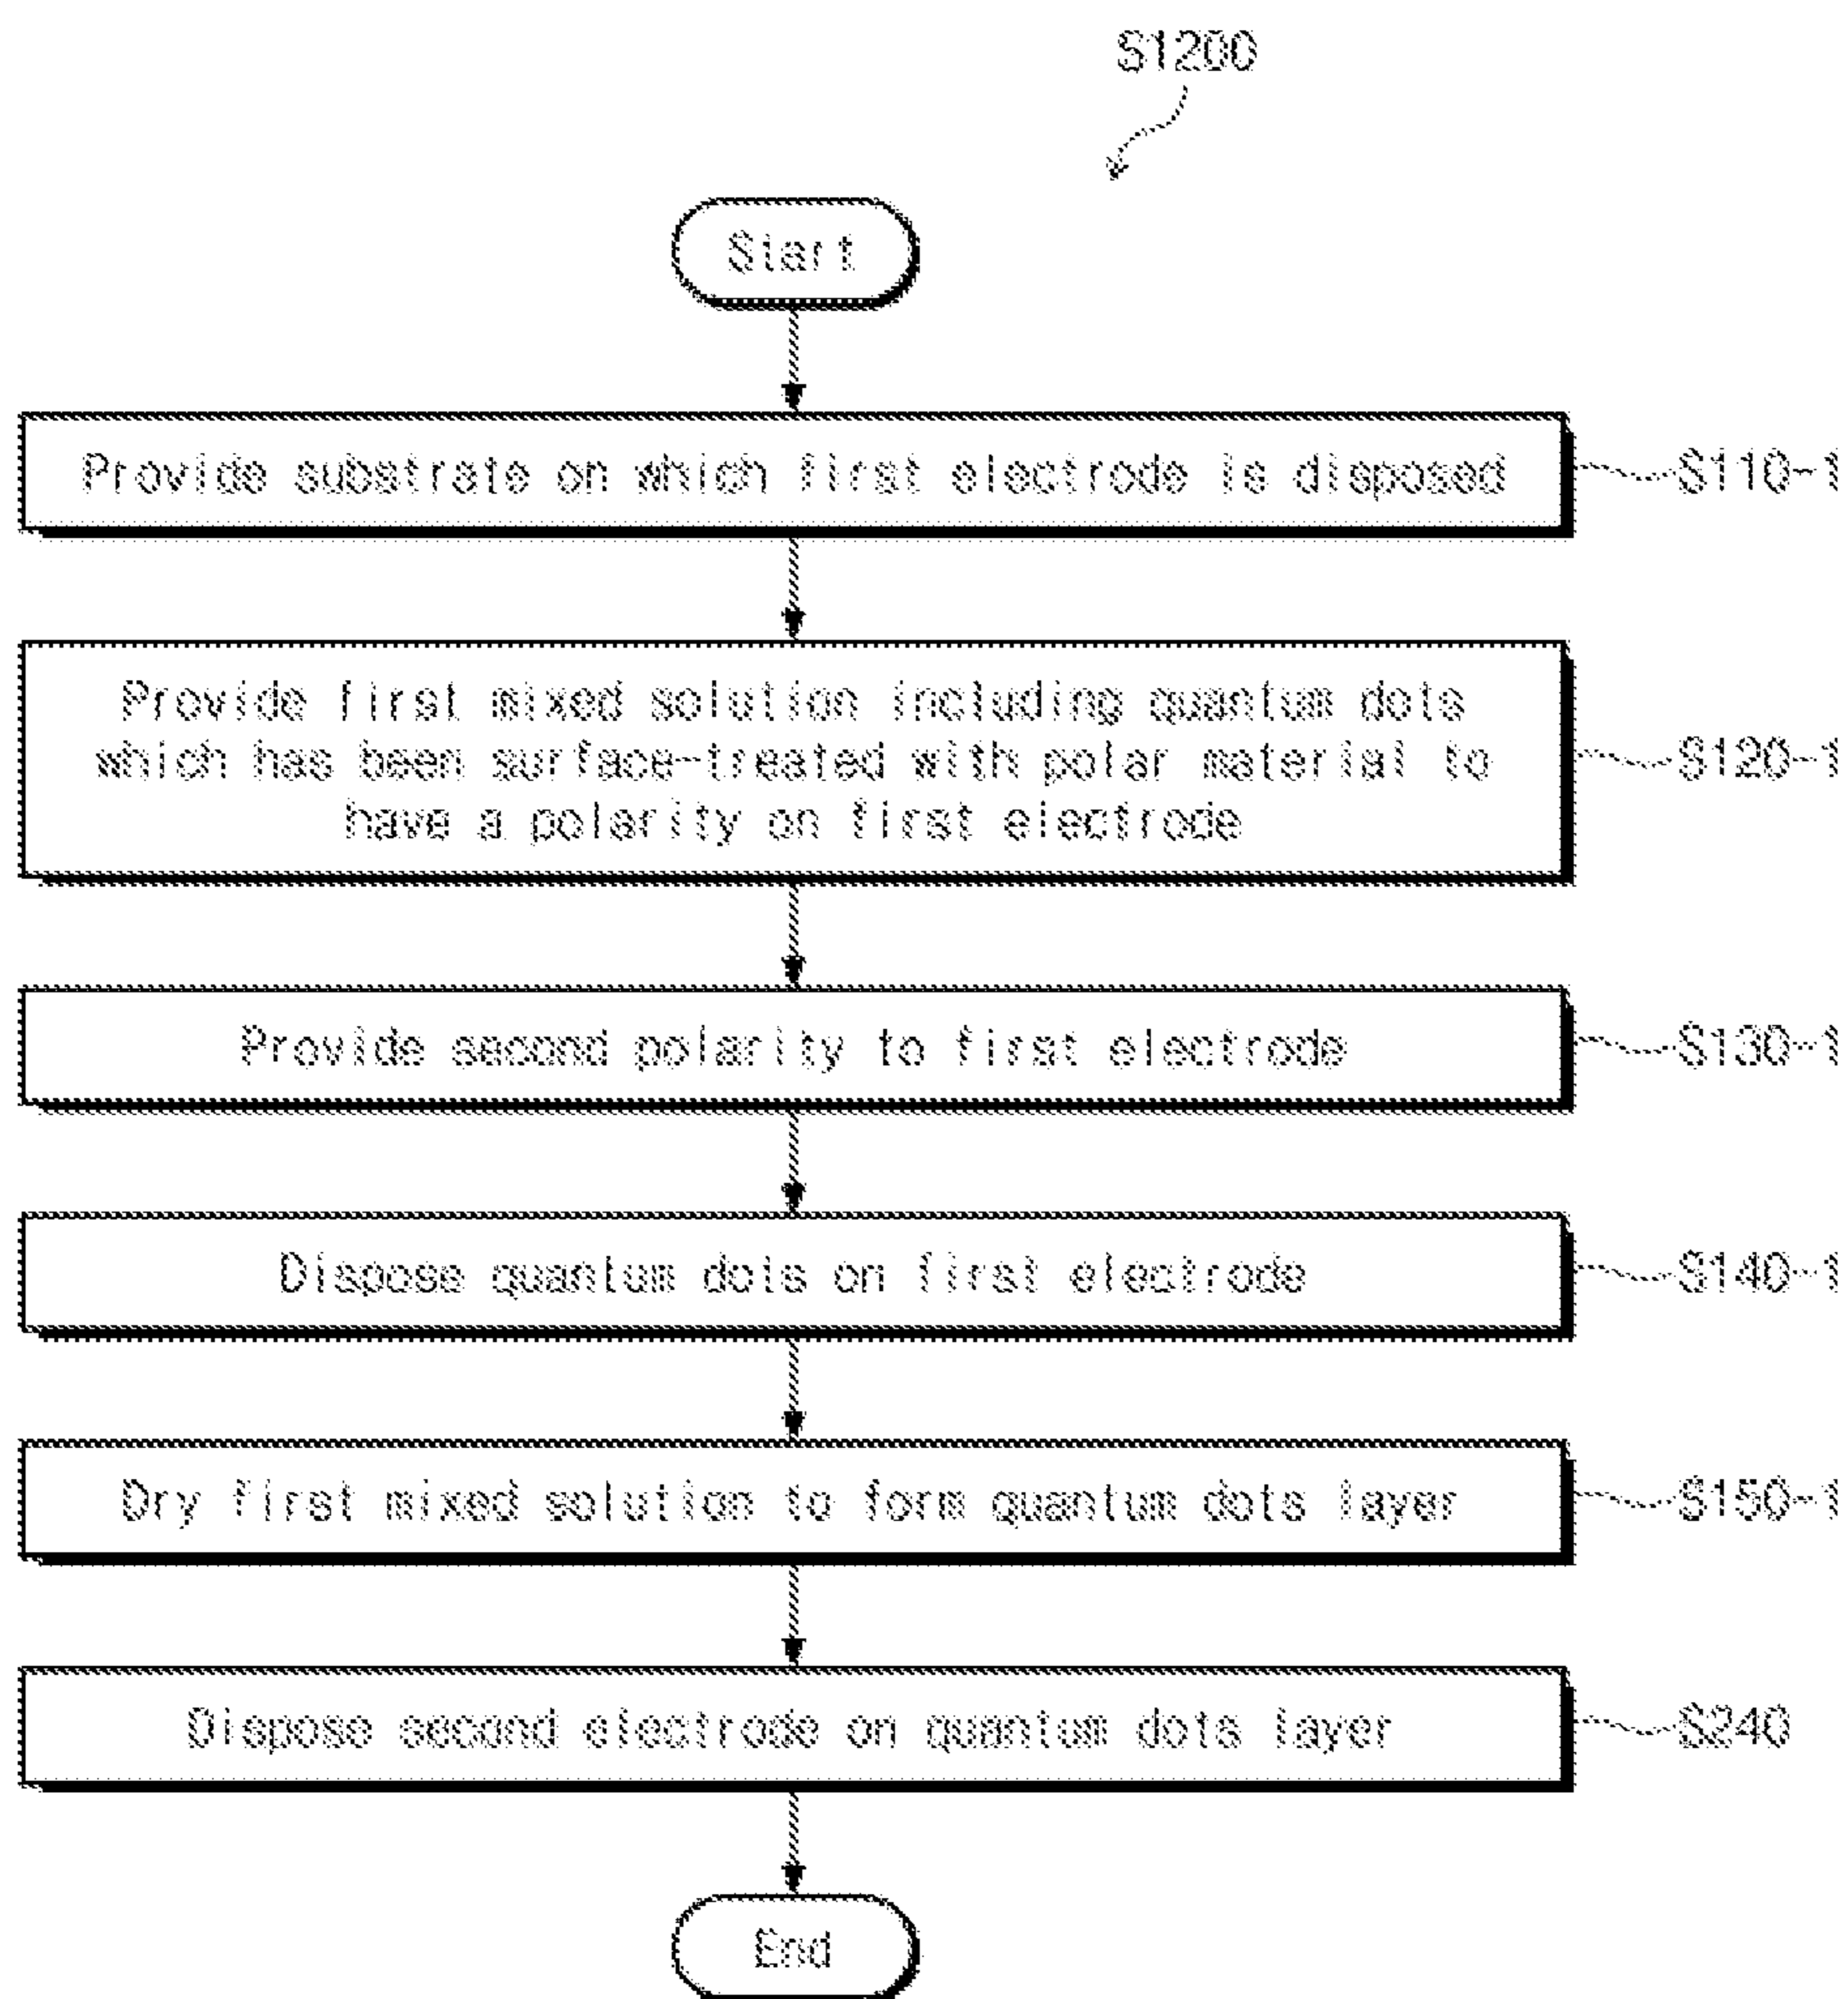 S1200
Start
Provide substrate on which first electrode is disposed
S110-1
Provide first mixed solution including quantum dots
which has been surface-treated with polar material to
have a polarity on first electrode
S120-1
Provide second polarity to first electrode
S130-1
Dispose quantum dots on first electrode
S140-1
Dry first mixed solution to form quantum dots layer
S150-1
Dispose second electrode on quantum dots layer
S240
End